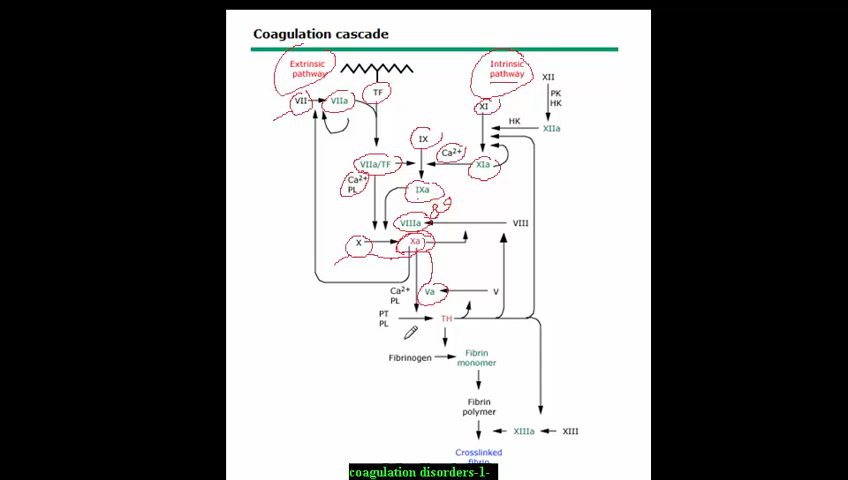 Coagulation cascade
Extrinsic
pathway
Intrinsic
pathway
XII
TF
PK
HK
VII
VIIa
XI
HK
XIIa
IX
Ca2+
VIIa/TF
XIa
Ca2+
PL
IXa
89
VIIIa
VIII
X
Xa
Ca2+
PL
Va
V
PT
PL
TH
Fibrinogen
Fibrin
monomer
Fibrin
polymer
XIIIa
XIII
Crosslinked
fibrin
coagulation disorders-1-